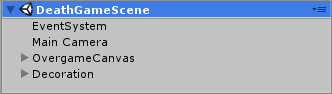 DeathGameScene
EventSystem
Main Camera
OvergameCanvas
Decoration